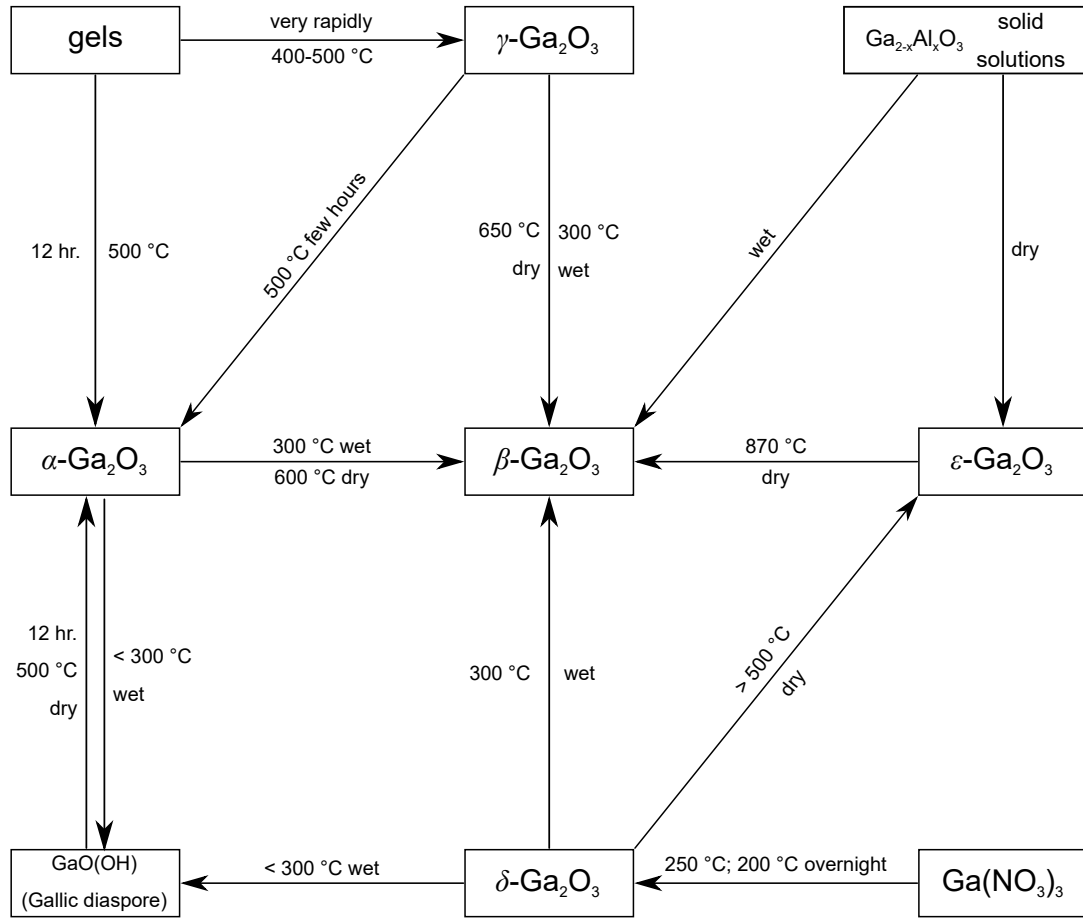 gels
very rapidly
400-500 °C
γ-Ga₂O₃
Ga₂₋ₓAlₓO₃ solid
solutions
12 hr. 500 °C
500 °C few hours
650 °C 300 °C
dry wet
wet
dry
α-Ga₂O₃
300 °C wet
600 °C dry
β-Ga₂O₃
870 °C
dry
ε-Ga₂O₃
12 hr.
500 °C
dry
< 300 °C
wet
300 °C wet
> 500 °C
dry
GaO(OH)
(Gallic diaspore)
< 300 °C wet
δ-Ga₂O₃
250 °C; 200 °C overnight
Ga(NO₃)₃